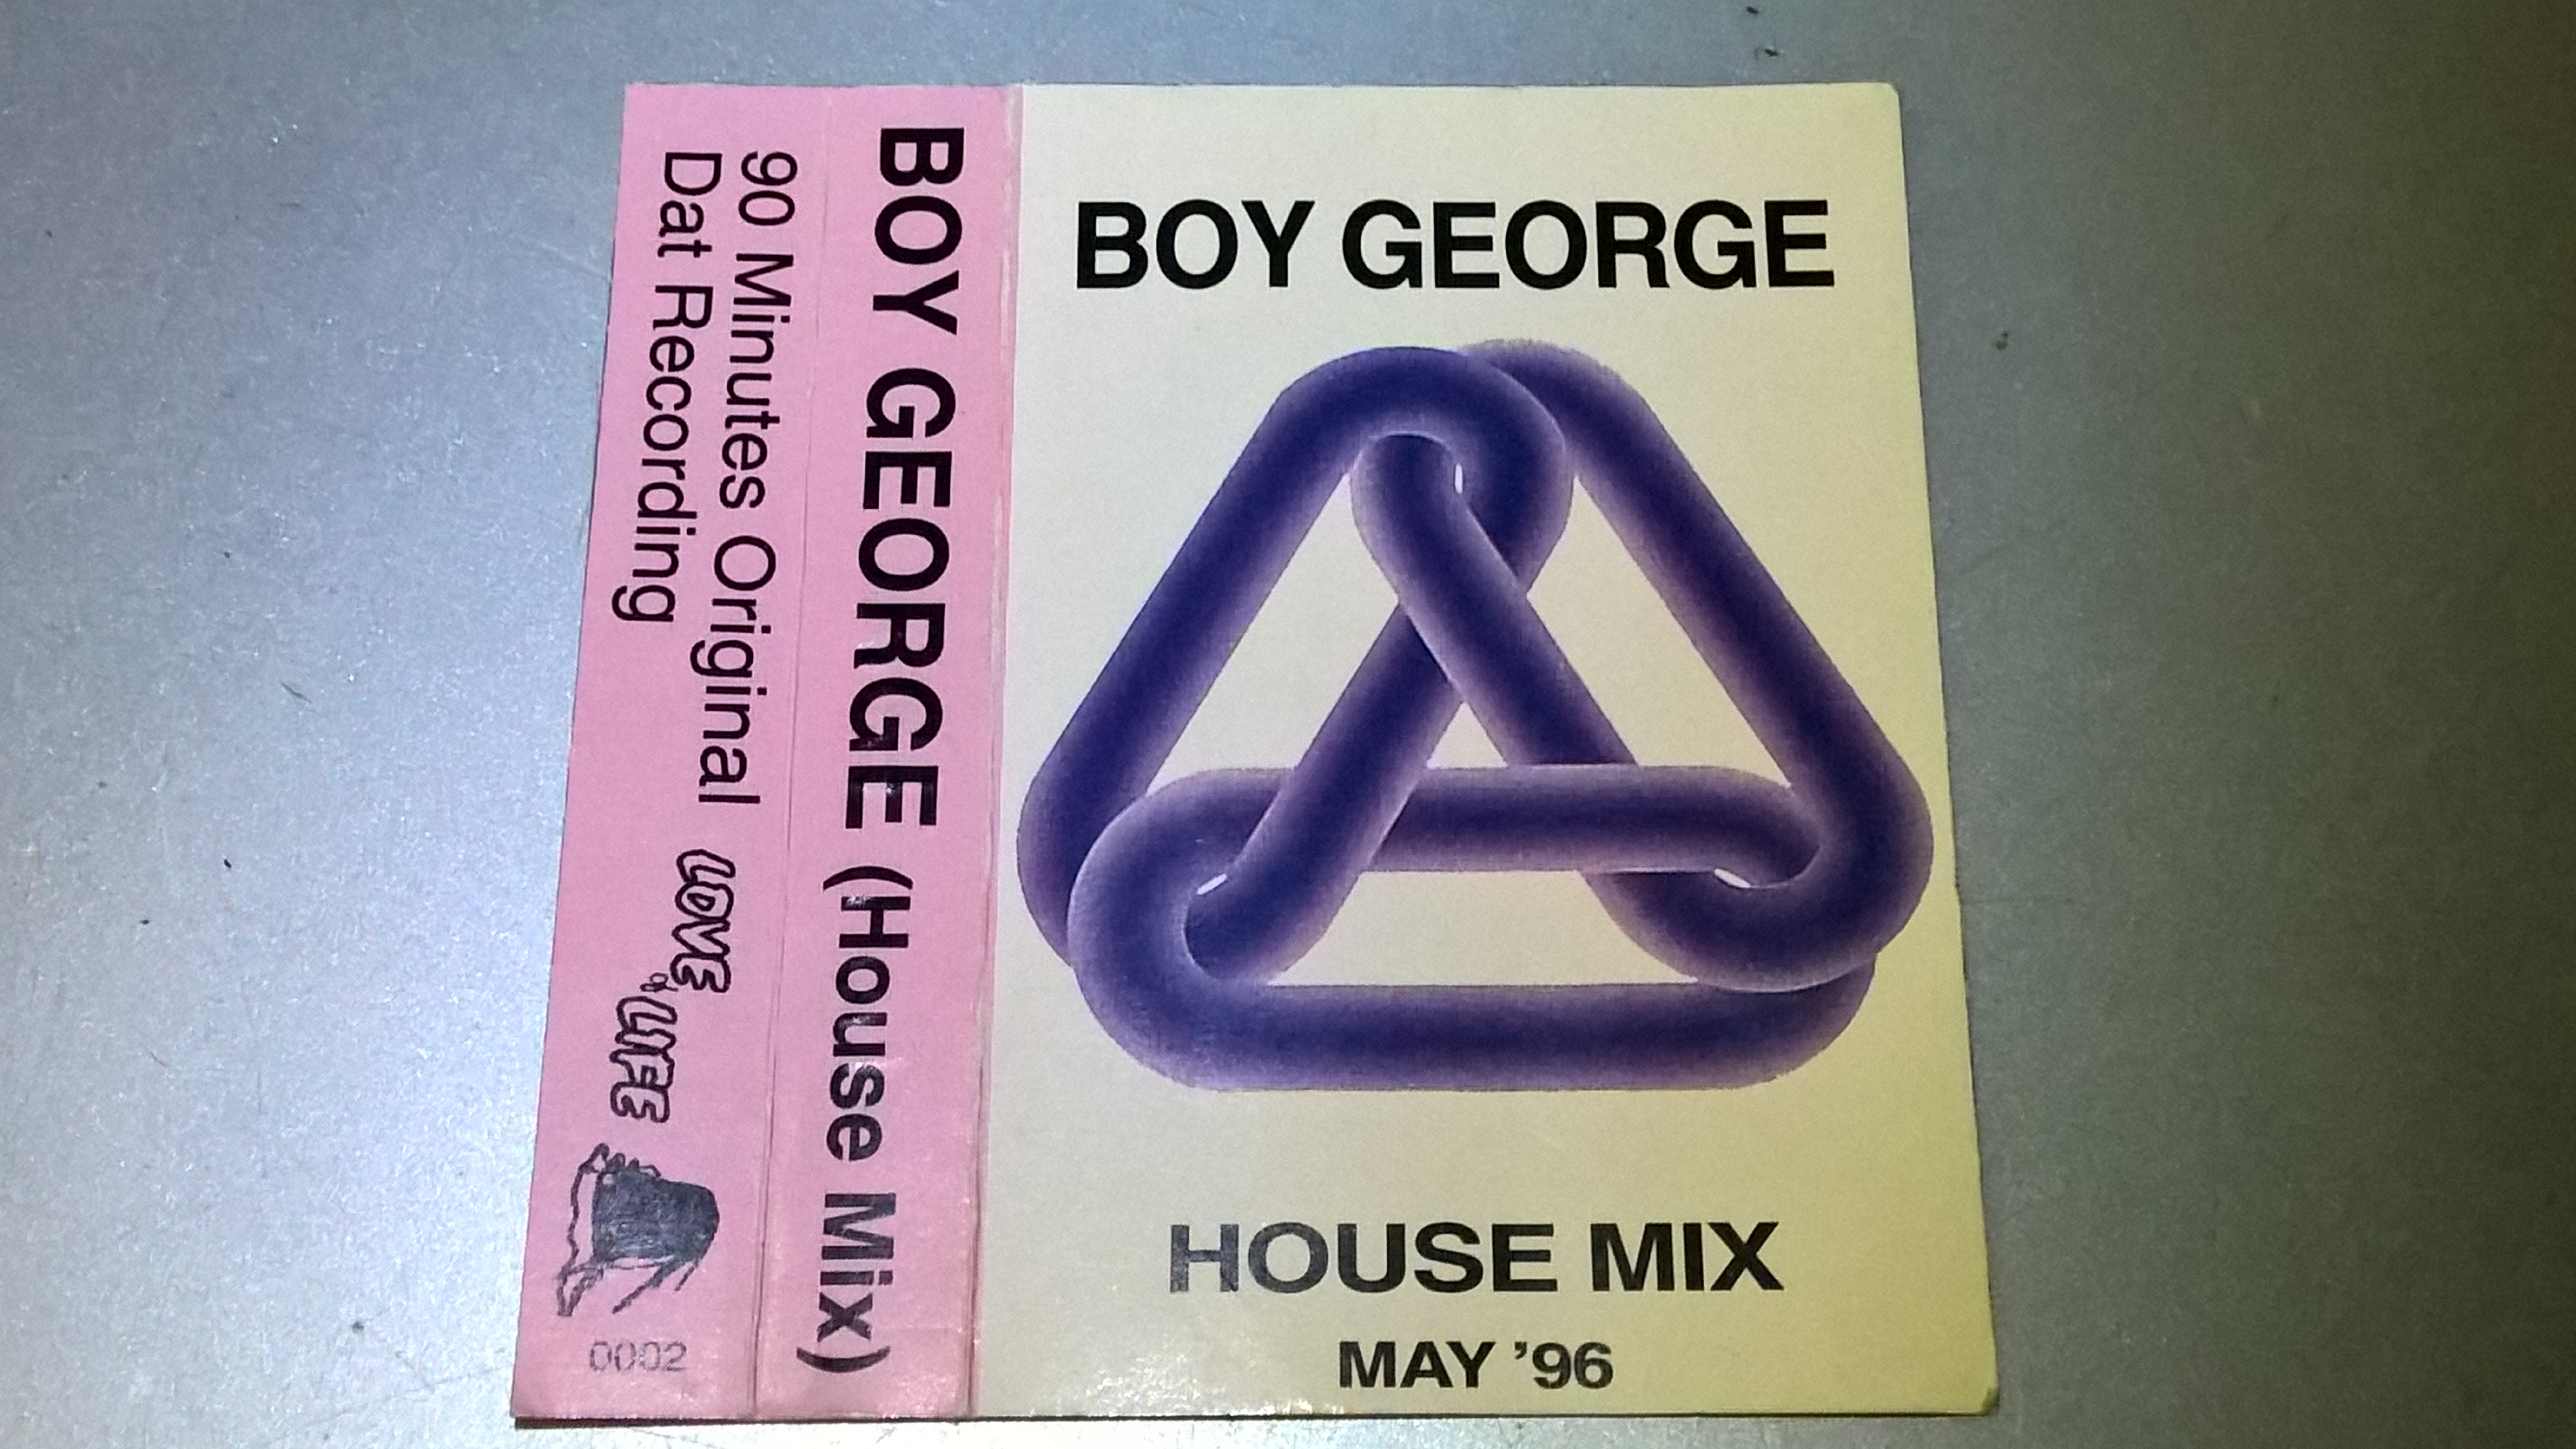 90 Minutes Original
Dat Recording
LOVE
LIFE
0002
BOY GEORGE (House Mix)
BOY GEORGE
HOUSE MIX
MAY ’96